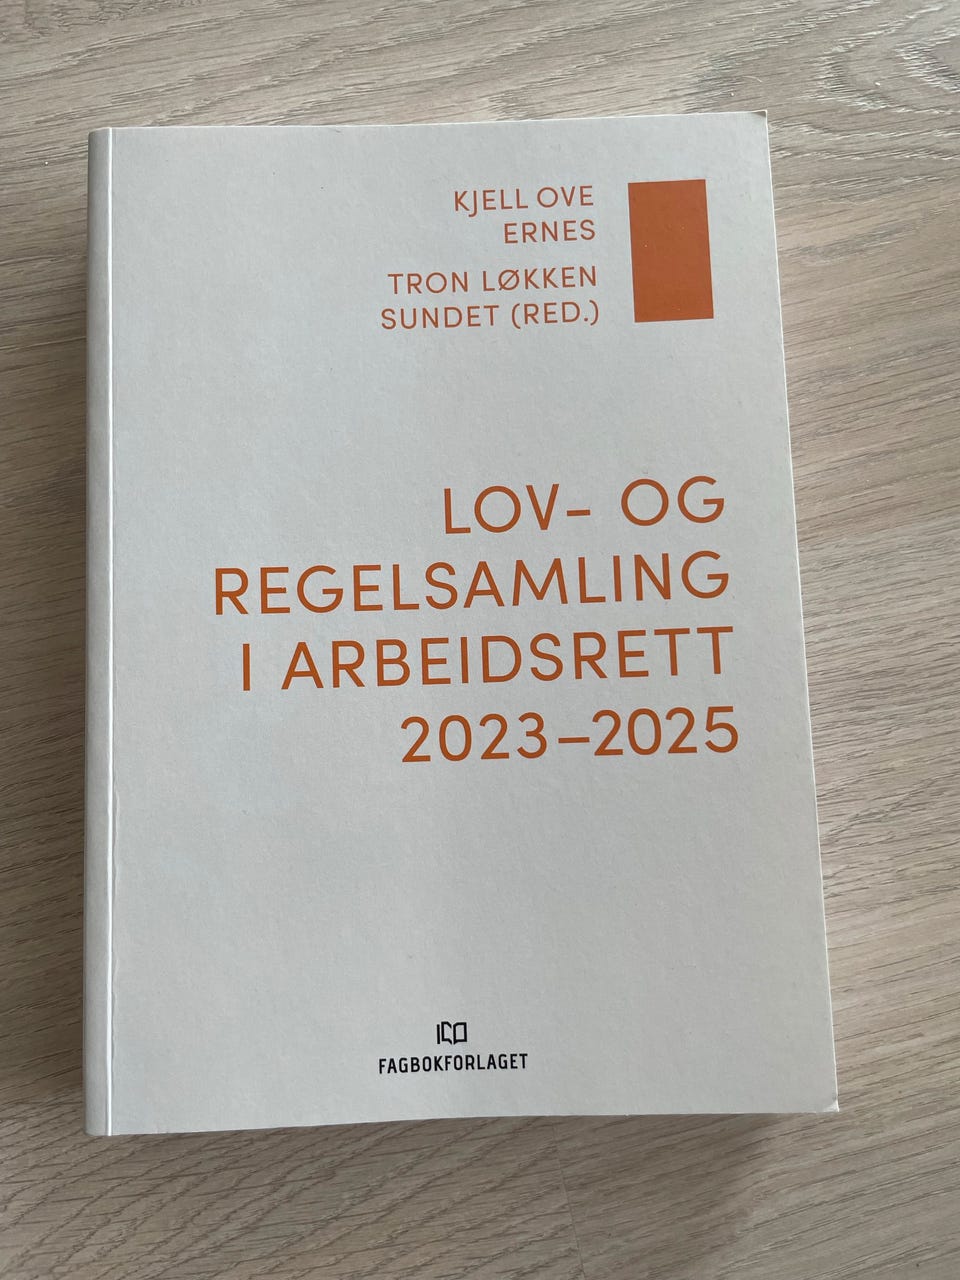 KJELL OVE
ERNES
TRON LØKKEN
SUNDET (RED.)
LOV- OG
REGELSAMLING
I ARBEIDSRETT
2023–2025
FAGBOKFORLAGET